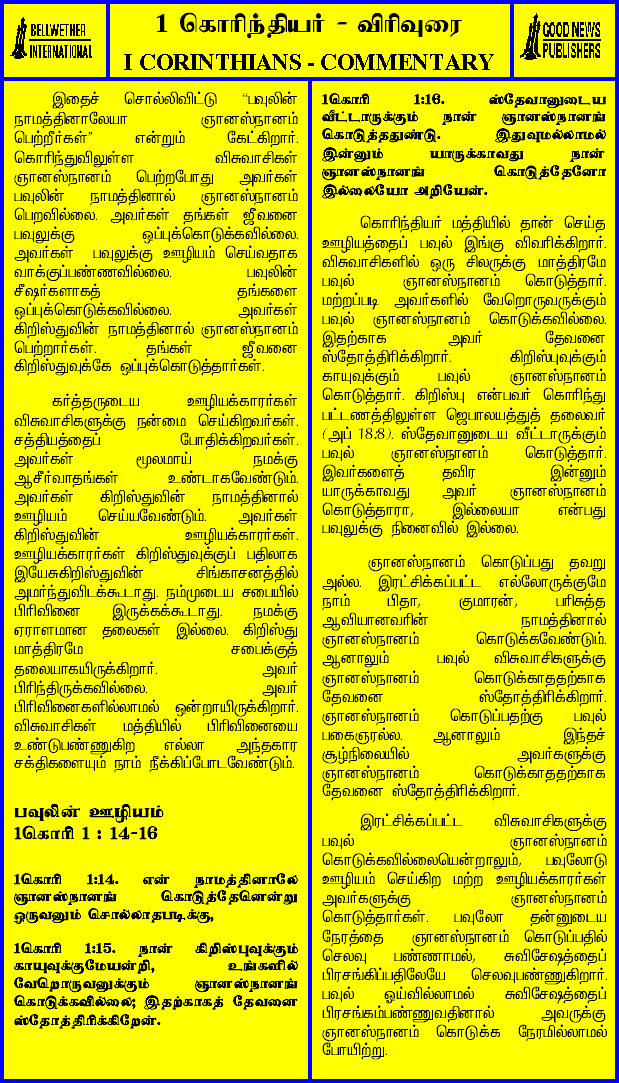 BELLWETHER
INTERNATIONAL
1 கொரிந்தியர் - விரிவுரை
I CORINTHIANS - COMMENTARY
GOOD NEWS
PUBLISHERS
இதைச் சொல்லிவிட்டு “பவுலின்
நாமத்தினாலேயா ஞானஸ்நானம்
பெற்றீர்கள்” என்றும் கேட்கிறார்.
கொரிந்துவிலுள்ள விசுவாசிகள்
ஞானஸ்நானம் பெற்றபோது அவர்கள்
பவுலின் நாமத்தினால் ஞானஸ்நானம்
பெறவில்லை. அவர்கள் தங்கள் ஜீவனை
பவுலுக்கு ஒப்புக்கொடுக்கவில்லை.
அவர்கள் பவுலுக்கு ஊழியம் செய்வதாக
வாக்குப்பண்ணவில்லை. பவுலின்
சீஷர்களாகத் தங்களை
ஒப்புக்கொடுக்கவில்லை. அவர்கள்
கிறிஸ்துவின் நாமத்தினால் ஞானஸ்நானம்
பெற்றார்கள். தங்கள் ஜீவனை
கிறிஸ்துவுக்கே ஒப்புக்கொடுத்தார்கள்.
கர்த்தருடைய ஊழியக்காரர்கள்
விசுவாசிகளுக்கு நன்மை செய்கிறவர்கள்.
சத்தியத்தைப் போதிக்கிறவர்கள்.
அவர்கள் மூலமாய் நமக்கு
ஆசீர்வாதங்கள் உண்டாகவேண்டும்.
அவர்கள் கிறிஸ்துவின் நாமத்தினால்
ஊழியம் செய்யவேண்டும். அவர்கள்
கிறிஸ்துவின் ஊழியக்காரர்கள்.
ஊழியக்காரர்கள் கிறிஸ்துவுக்குப் பதிலாக
இயேசுகிறிஸ்துவின் சிங்காசனத்தில்
அமர்ந்துவிடக்கூடாது. நம்முடைய சபையில்
பிரிவினை இருக்கக்கூடாது. நமக்கு
ஏராளமான தலைகள் இல்லை. கிறிஸ்து
மாத்திரமே சபைக்குத்
தலையாகயிருக்கிறார். அவர்
பிரிந்திருக்கவில்லை. அவர்
பிரிவினைகளில்லாமல் ஒன்றாயிருக்கிறார்.
விசுவாசிகள் மத்தியில் பிரிவினையை
உண்டுபண்ணுகிற எல்லா அந்தகார
சக்திகளையும் நாம் நீக்கிப்போடவேண்டும்.
பவுலின் ஊழியம்
1கொரி 1 : 14-16
1கொரி 1:14. என் நாமத்தினாலே
ஞானஸ்நானங் கொடுத்தேனென்று
ஒருவனும் சொல்லாதபடிக்கு,
1கொரி 1:15. நான் கிறிஸ்புவுக்கும்
காயுவுக்குமேயன்றி, உங்களில்
வேறொருவனுக்கும் ஞானஸ்நானங்
கொடுக்கவில்லை; இதற்காகத் தேவனை
ஸ்தோத்திரிக்கிறேன்.
1கொரி 1:16. ஸ்தேவானுடைய
வீட்டாருக்கும் நான் ஞானஸ்நானங்
கொடுத்ததுண்டு. இதுவுமல்லாமல்
இன்னும் யாருக்காவது நான்
ஞானஸ்நானங் கொடுத்தேனோ
இல்லையோ அறியேன்.
கொரிந்தியர் மத்தியில் தான் செய்த
ஊழியத்தைப் பவுல் இங்கு விவரிக்கிறார்.
விசுவாசிகளில் ஒரு சிலருக்கு மாத்திரமே
பவுல் ஞானஸ்நானம் கொடுத்தார்.
மற்றப்படி அவர்களில் வேறொருவருக்கும்
பவுல் ஞானஸ்நானம் கொடுக்கவில்லை.
இதற்காக அவர் தேவனை
ஸ்தோத்திரிக்கிறார். கிறிஸ்புவுக்கும்
காயுவுக்கும் பவுல் ஞானஸ்நானம்
கொடுத்தார். கிறிஸ்பு என்பவர் கொரிந்து
பட்டணத்திலுள்ள ஜெபாலயத்துத் தலைவர்
(அப் 18:8). ஸ்தேவானுடைய வீட்டாருக்கும்
பவுல் ஞானஸ்நானம் கொடுத்தார்.
இவர்களைத் தவிர இன்னும்
யாருக்காவது அவர் ஞானஸ்நானம்
கொடுத்தாரா, இல்லையா என்பது
பவுலுக்கு நினைவில் இல்லை.
ஞானஸ்நானம் கொடுப்பது தவறு
அல்ல. இரட்சிக்கப்பட்ட எல்லோருக்குமே
நாம் பிதா, குமாரன், பரிசுத்த
ஆவியானவரின் நாமத்தினால்
ஞானஸ்நானம் கொடுக்கவேண்டும்.
ஆனாலும் பவுல் விசுவாசிகளுக்கு
ஞானஸ்நானம் கொடுக்காததற்காக
தேவனை ஸ்தோத்திரிக்கிறார்.
ஞானஸ்நானம் கொடுப்பதற்கு பவுல்
பகைஞரல்ல. ஆனாலும் இந்தச்
சூழ்நிலையில் அவர்களுக்கு
ஞானஸ்நானம் கொடுக்காததற்காக
தேவனை ஸ்தோத்திரிக்கிறார்.
இரட்சிக்கப்பட்ட விசுவாசிகளுக்கு
பவுல் ஞானஸ்நானம்
கொடுக்கவில்லையென்றாலும், பவுலோடு
ஊழியம் செய்கிற மற்ற ஊழியக்காரர்கள்
அவர்களுக்கு ஞானஸ்நானம்
கொடுத்தார்கள். பவுலோ தன்னுடைய
நேரத்தை ஞானஸ்நானம் கொடுப்பதில்
செலவு பண்ணாமல், சுவிசேஷத்தைப்
பிரசங்கிப்பதிலேயே செலவுபண்ணுகிறார்.
பவுல் ஓய்வில்லாமல் சுவிசேஷத்தைப்
பிரசங்கம்பண்ணுவதினால் அவருக்கு
ஞானஸ்நானம் கொடுக்க நேரமில்லாமல்
போயிற்று.